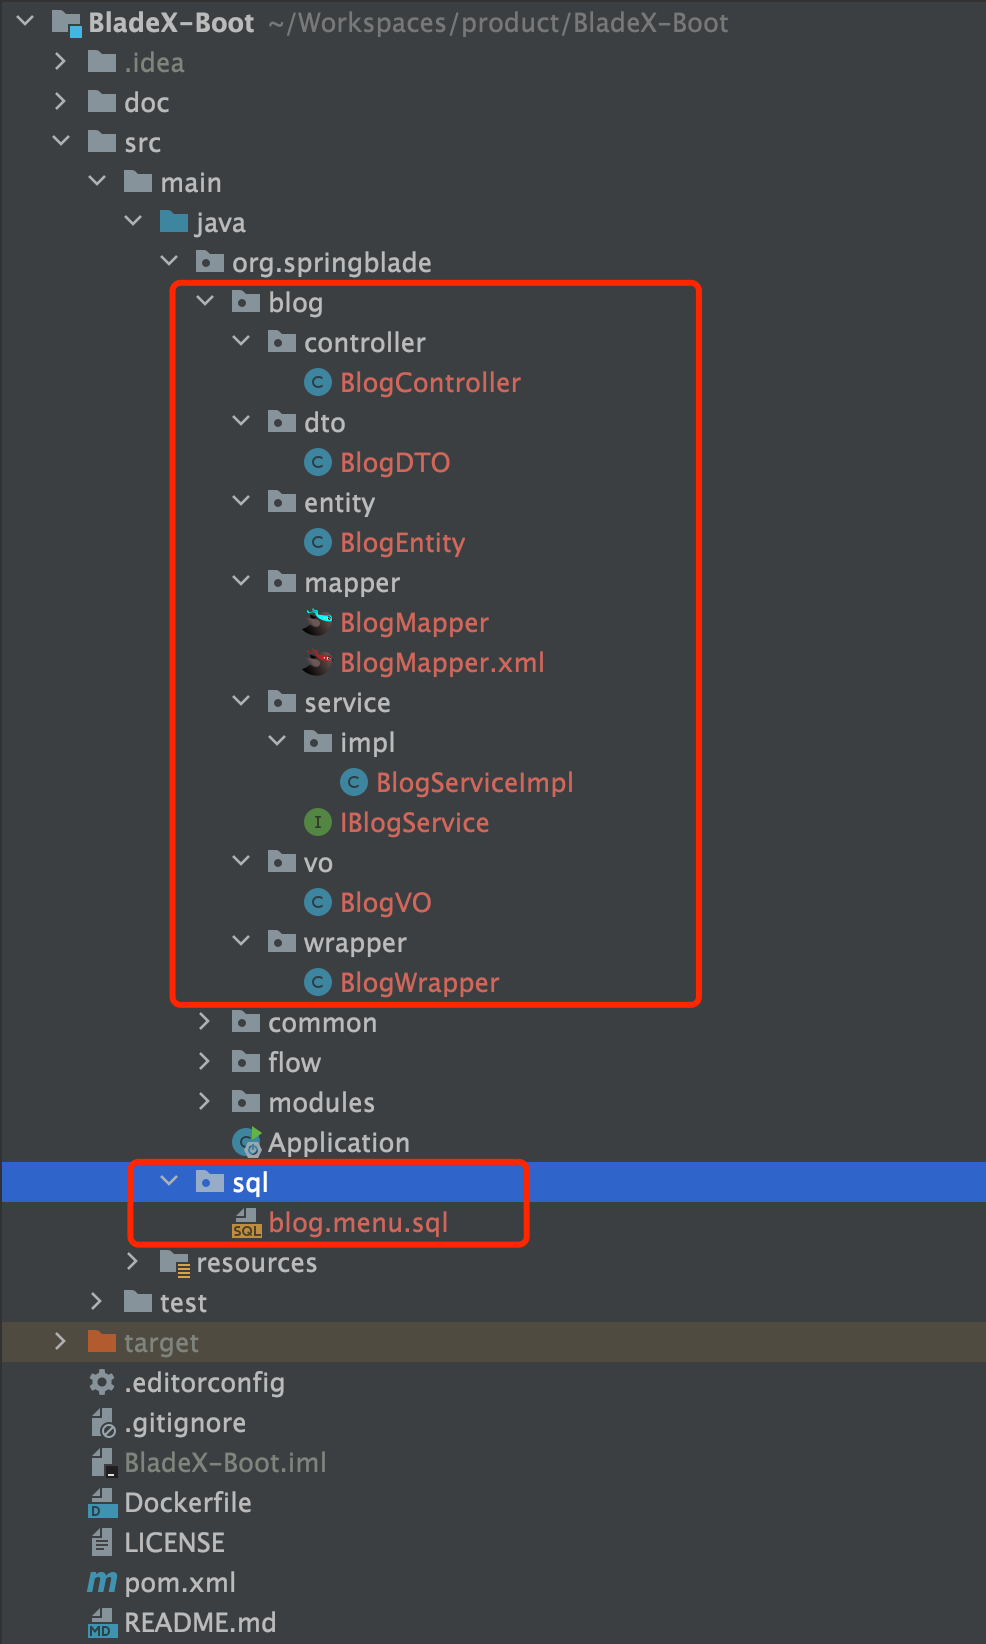 BladeX-Boot ~/Workspaces/product/BladeX-Boot
.idea
doc
src
main
java
org.springblade
blog
controller
C BlogController
dto
C BlogDTO
entity
C BlogEntity
mapper
BlogMapper
BlogMapper.xml
service
impl
C BlogServiceImpl
I IBlogService
vo
C BlogVO
wrapper
C BlogWrapper
common
flow
modules
C Application
sql
SQL blog.menu.sql
resources
test
target
.editorconfig
.gitignore
BladeX-Boot.iml
D Dockerfile
LICENSE
m pom.xml
MD README.md